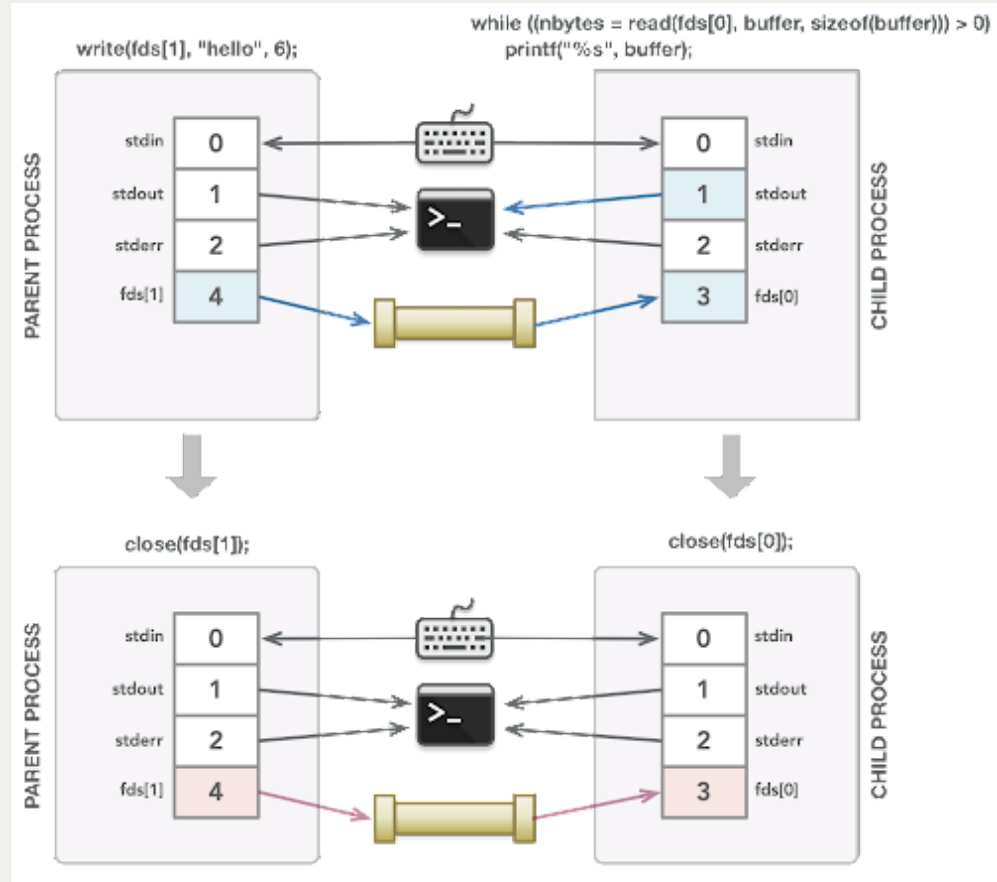 while ((nbytes = read(fds[0], buffer, sizeof(buffer))) > 0)
write(fds[1], "hello", 6);
printf("%s", buffer);
PARENT PROCESS
stdin 0
stdout 1
stderr 2
fds[1] 4
>_
0 stdin
1 stdout
2 stderr
3 fds[0]
CHILD PROCESS
close(fds[1]);
close(fds[0]);
PARENT PROCESS
stdin 0
stdout 1
stderr 2
fds[1] 4
>_
0 stdin
1 stdout
2 stderr
3 fds[0]
CHILD PROCESS